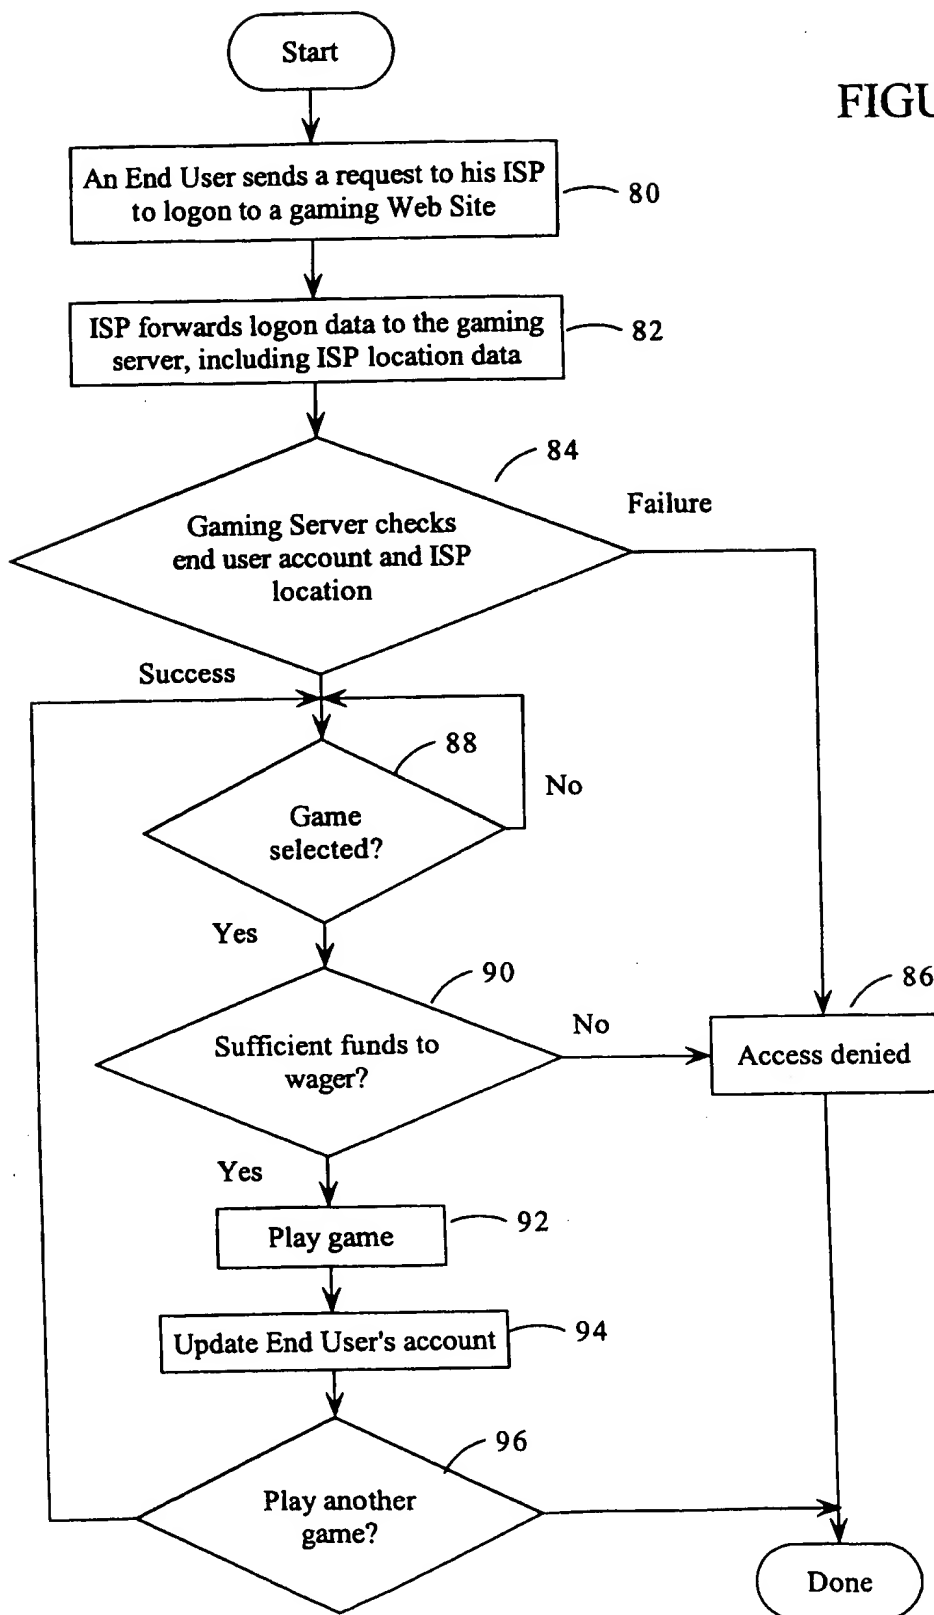 Start
FIGU
An End User sends a request to his ISP
to logon to a gaming Web Site
80
ISP forwards logon data to the gaming
server, including ISP location data
82
84
Failure
Gaming Server checks
end user account and ISP
location
Success
88
No
Game
selected?
Yes
90
86
No
Sufficient funds to
wager?
Access denied
Yes
92
Play game
94
Update End User's account
96
Play another
game?
Done